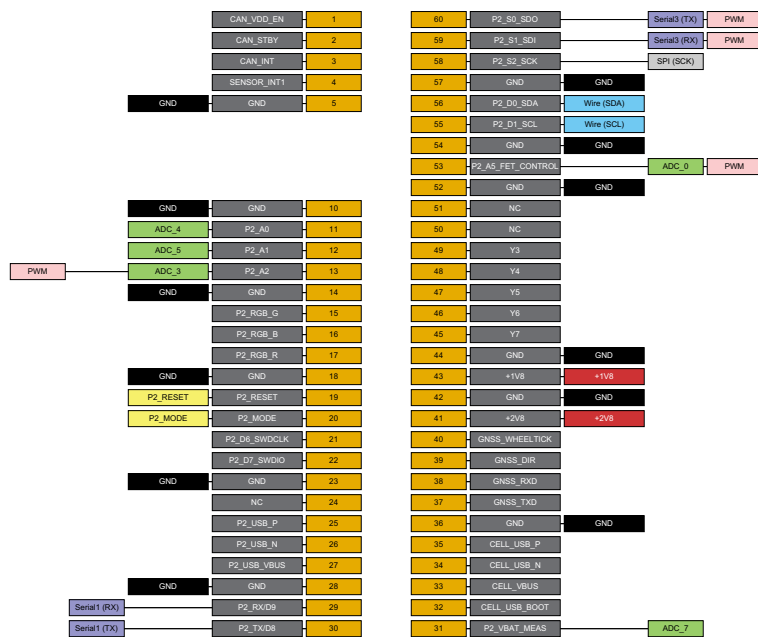 CAN_VDD_EN 1 60 P2_S0_SDO Serial3 (TX) PWM
CAN_STBY 2 59 P2_S1_SDI Serial3 (RX) PWM
CAN_INT 3 58 P2_S2_SCK SPI (SCK)
SENSOR_INT1 4 57 GND GND
GND GND 5 56 P2_D0_SDA Wire (SDA)
55 P2_D1_SCL Wire (SCL)
54 GND GND
53 P2_A5_FET_CONTROL ADC_0 PWM
52 GND GND
GND GND 10 51 NC
ADC_4 P2_A0 11 50 NC
ADC_5 P2_A1 12 49 Y3
PWM ADC_3 P2_A2 13 48 Y4
GND GND 14 47 Y5
P2_RGB_G 15 46 Y6
P2_RGB_B 16 45 Y7
P2_RGB_R 17 44 GND GND
GND GND 18 43 +1V8 +1V8
P2_RESET P2_RESET 19 42 GND GND
P2_MODE P2_MODE 20 41 +2V8 +2V8
P2_D6_SWDCLK 21 40 GNSS_WHEELTICK
P2_D7_SWDIO 22 39 GNSS_DIR
GND GND 23 38 GNSS_RXD
NC 24 37 GNSS_TXD
P2_USB_P 25 36 GND GND
P2_USB_N 26 35 CELL_USB_P
P2_USB_VBUS 27 34 CELL_USB_N
GND GND 28 33 CELL_VBUS
Serial1 (RX) P2_RX/D9 29 32 CELL_USB_BOOT
Serial1 (TX) P2_TX/D8 30 31 P2_VBAT_MEAS ADC_7